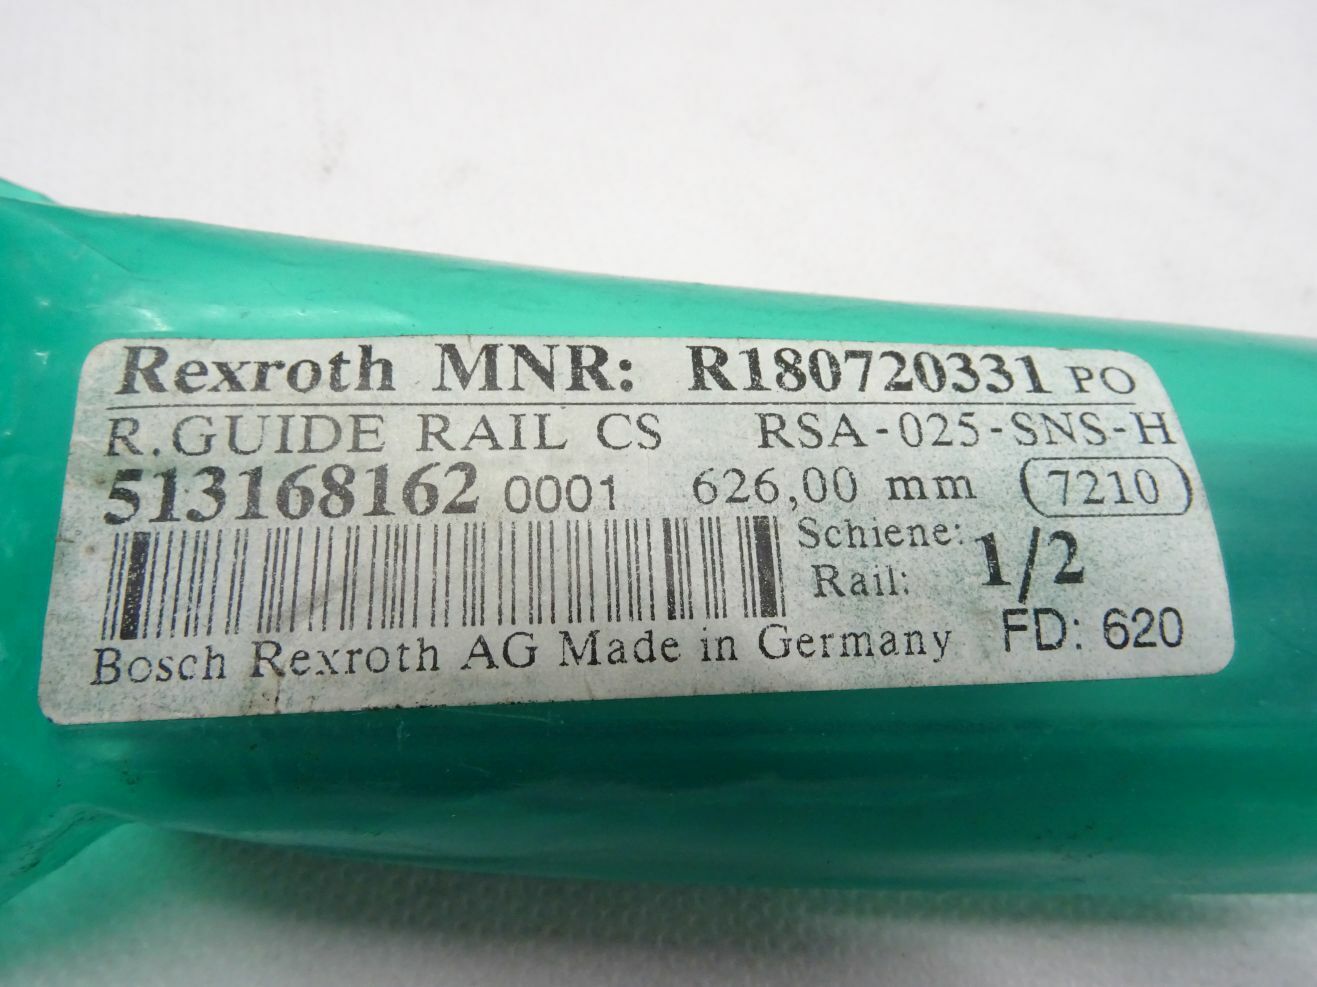 Rexroth MNR: R180720331 PO
R.GUIDE RAIL CS RSA-025-SNS-H
513168162 0001 626,00 mm 7210
Schiene: 1/2
Rail:
Bosch Rexroth AG Made in Germany FD: 620